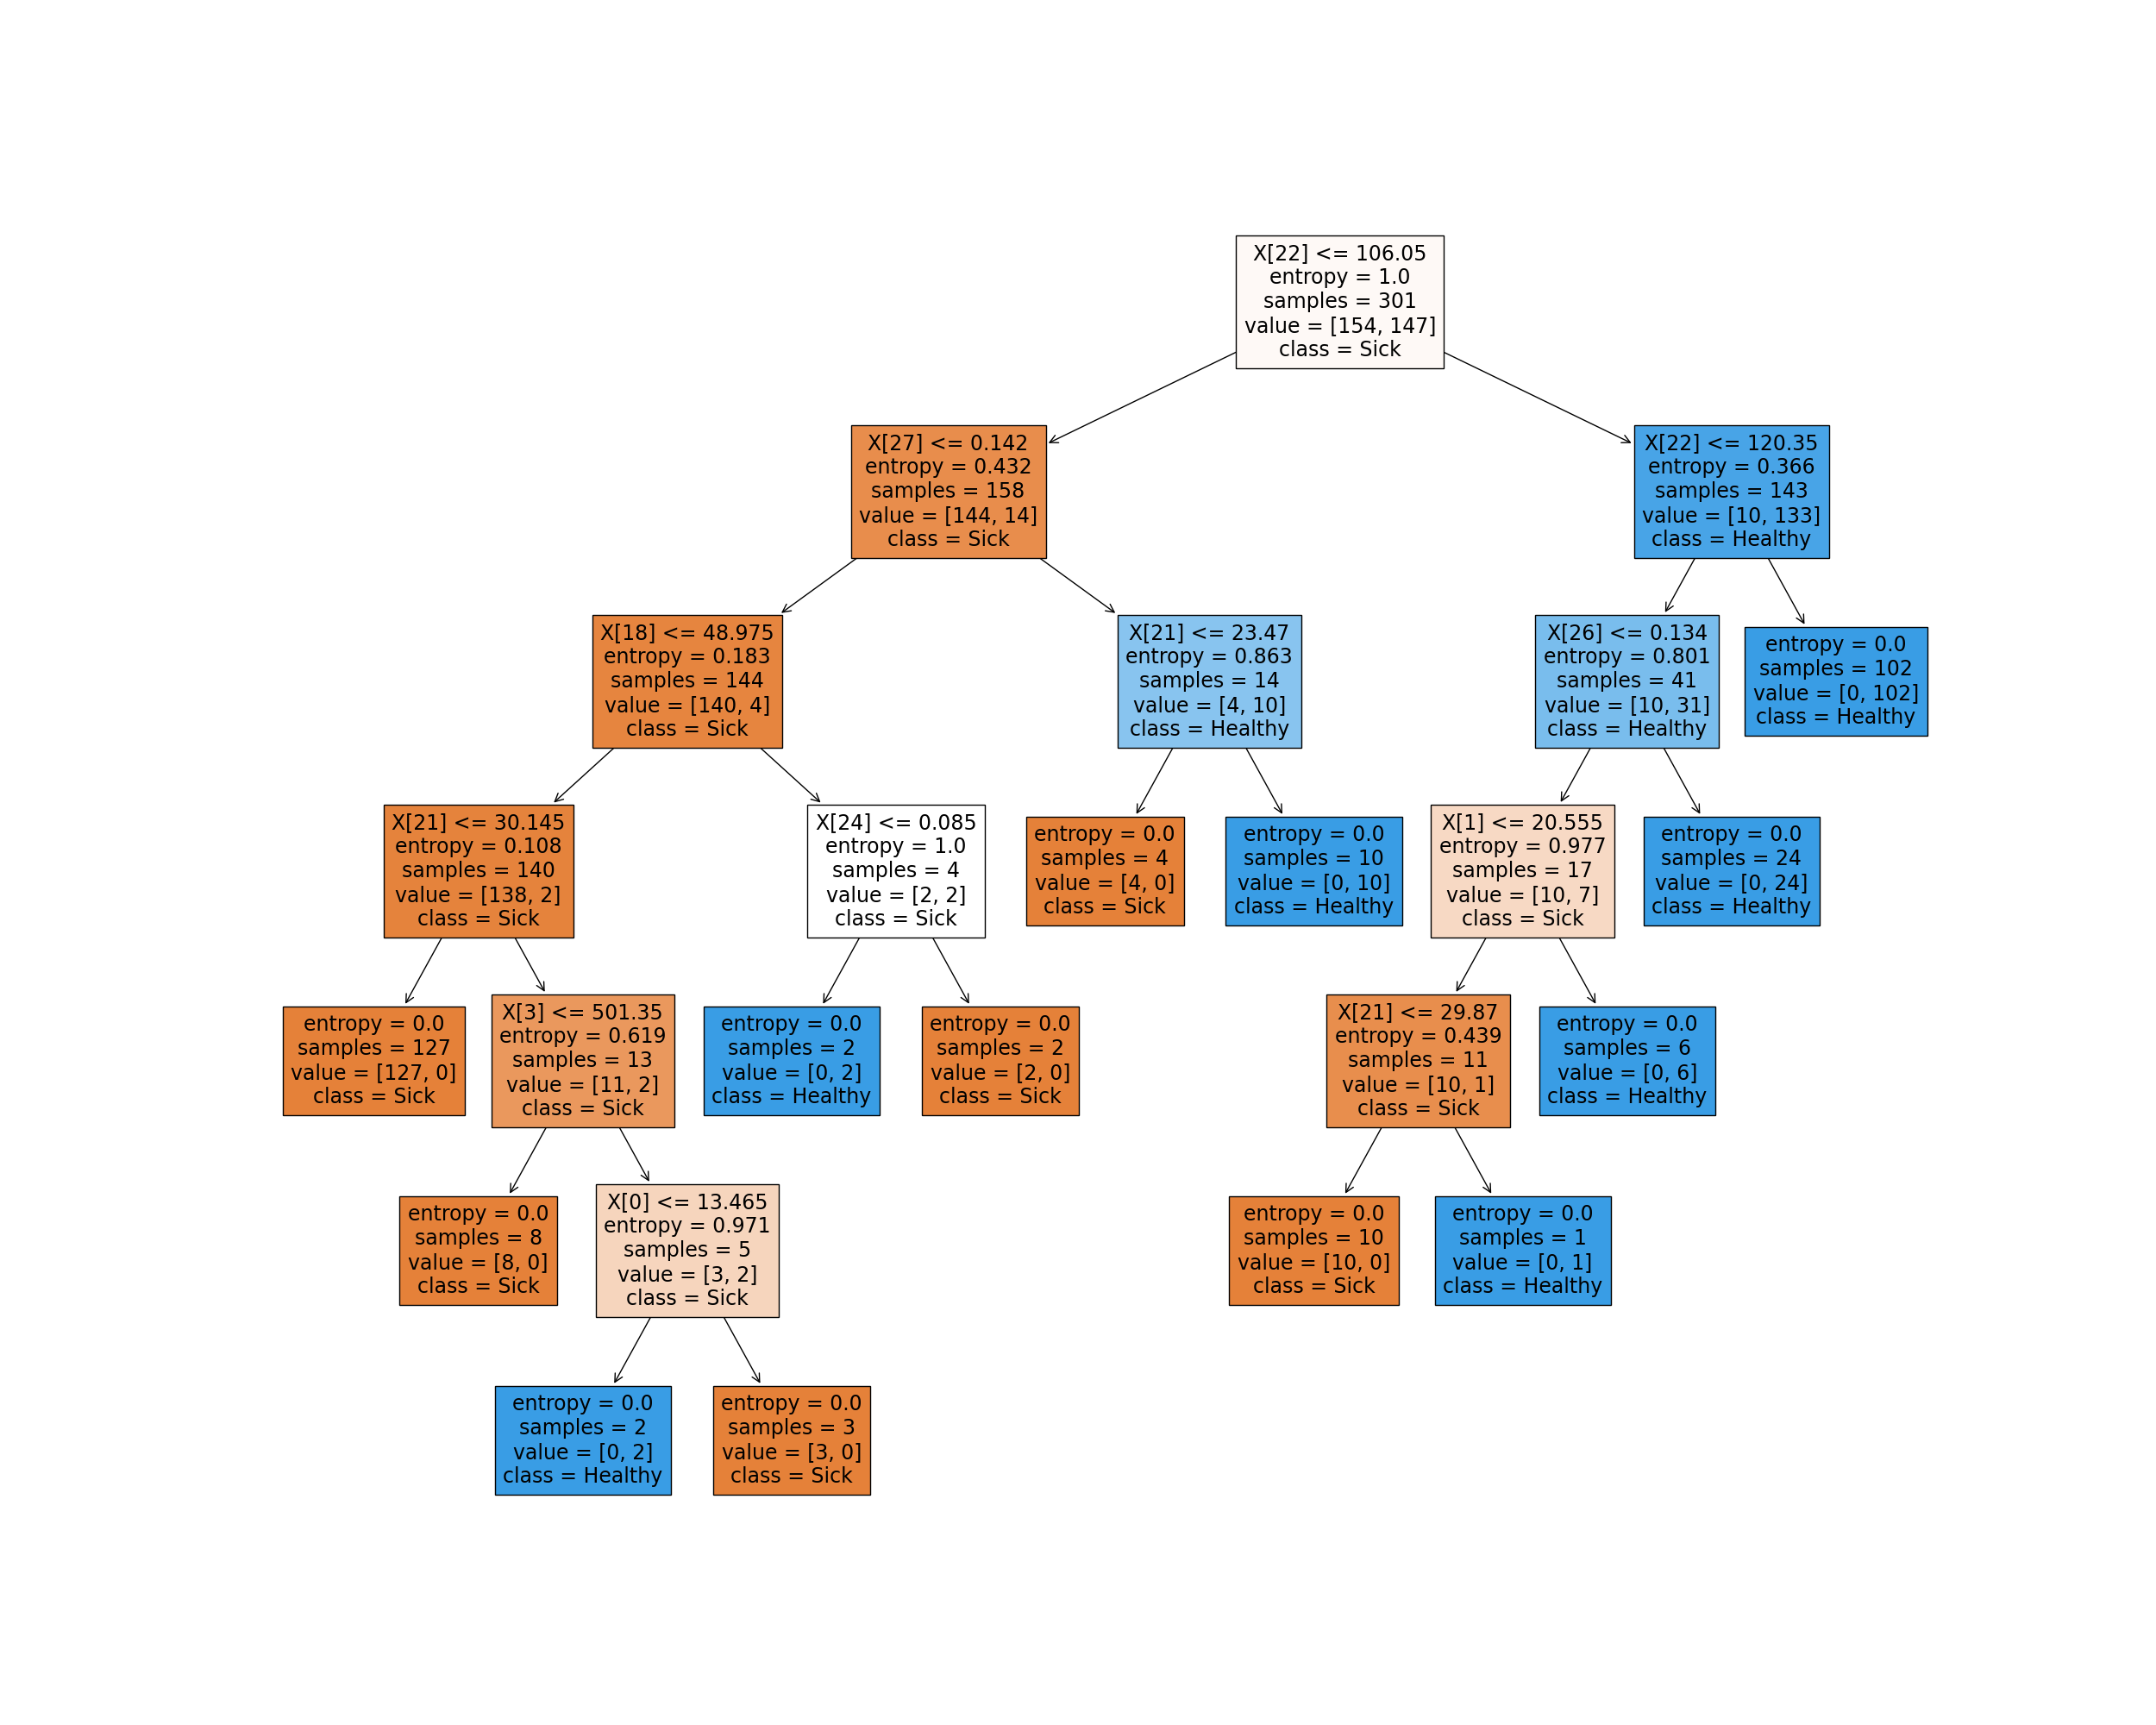 X[22] <= 106.05
entropy = 1.0
samples = 301
value = [154, 147]
class = Sick
X[27] <= 0.142
entropy = 0.432
samples = 158
value = [144, 14]
class = Sick
X[22] <= 120.35
entropy = 0.366
samples = 143
value = [10, 133]
class = Healthy
X[18] <= 48.975
entropy = 0.183
samples = 144
value = [140, 4]
class = Sick
X[21] <= 23.47
entropy = 0.863
samples = 14
value = [4, 10]
class = Healthy
X[26] <= 0.134
entropy = 0.801
samples = 41
value = [10, 31]
class = Healthy
entropy = 0.0
samples = 102
value = [0, 102]
class = Healthy
X[21] <= 30.145
entropy = 0.108
samples = 140
value = [138, 2]
class = Sick
X[24] <= 0.085
entropy = 1.0
samples = 4
value = [2, 2]
class = Sick
entropy = 0.0
samples = 4
value = [4, 0]
class = Sick
entropy = 0.0
samples = 10
value = [0, 10]
class = Healthy
X[1] <= 20.555
entropy = 0.977
samples = 17
value = [10, 7]
class = Sick
entropy = 0.0
samples = 24
value = [0, 24]
class = Healthy
entropy = 0.0
samples = 127
value = [127, 0]
class = Sick
X[3] <= 501.35
entropy = 0.619
samples = 13
value = [11, 2]
class = Sick
entropy = 0.0
samples = 2
value = [0, 2]
class = Healthy
entropy = 0.0
samples = 2
value = [2, 0]
class = Sick
X[21] <= 29.87
entropy = 0.439
samples = 11
value = [10, 1]
class = Sick
entropy = 0.0
samples = 6
value = [0, 6]
class = Healthy
entropy = 0.0
samples = 8
value = [8, 0]
class = Sick
X[0] <= 13.465
entropy = 0.971
samples = 5
value = [3, 2]
class = Sick
entropy = 0.0
samples = 10
value = [10, 0]
class = Sick
entropy = 0.0
samples = 1
value = [0, 1]
class = Healthy
entropy = 0.0
samples = 2
value = [0, 2]
class = Healthy
entropy = 0.0
samples = 3
value = [3, 0]
class = Sick